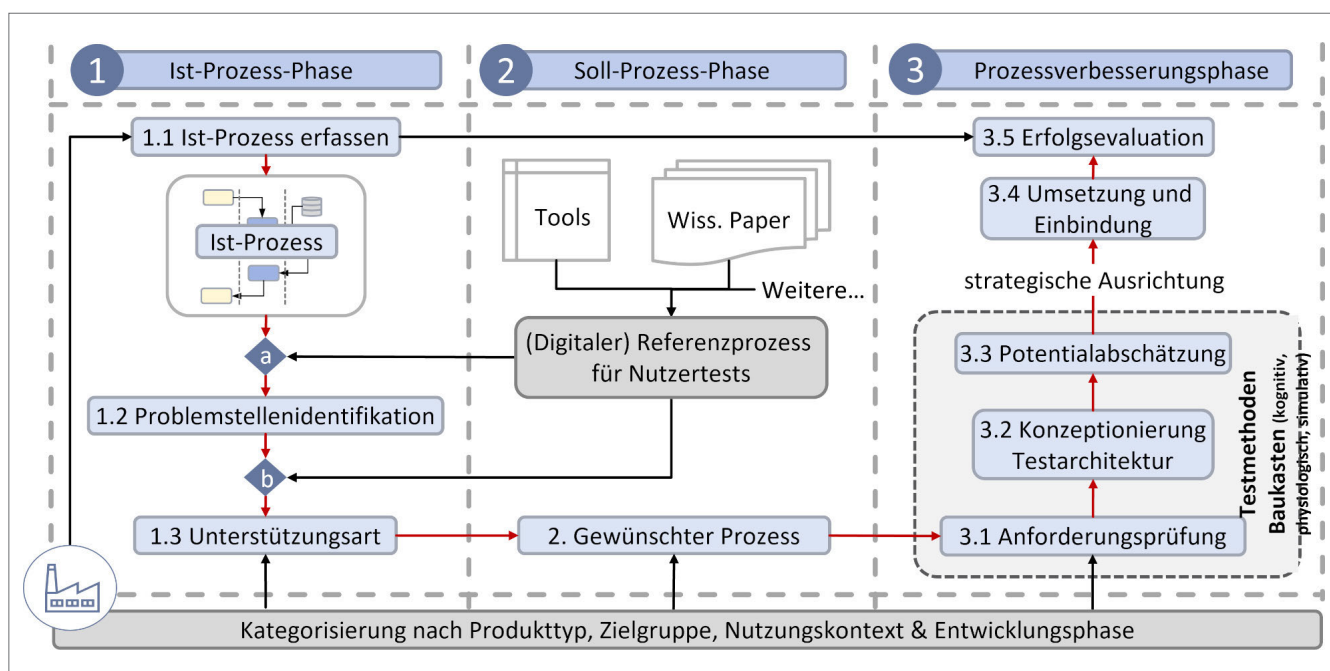 1
Ist-Prozess-Phase
2
Soll-Prozess-Phase
3
Prozessverbesserungsphase
1.1 Ist-Prozess erfassen
Ist-Prozess
a
1.2 Problemstellenidentifikation
b
1.3 Unterstützungsart
Tools
Wiss. Paper
Weitere...
(Digitaler) Referenzprozess
für Nutzertests
2. Gewünschter Prozess
3.5 Erfolgsevaluation
3.4 Umsetzung und
Einbindung
strategische Ausrichtung
3.3 Potentialabschätzung
3.2 Konzeptionierung
Testarchitektur
3.1 Anforderungsprüfung
Testmethoden
Baukasten (kognitiv,
physiologisch, simulativ)
Kategorisierung nach Produkttyp, Zielgruppe, Nutzungskontext & Entwicklungsphase